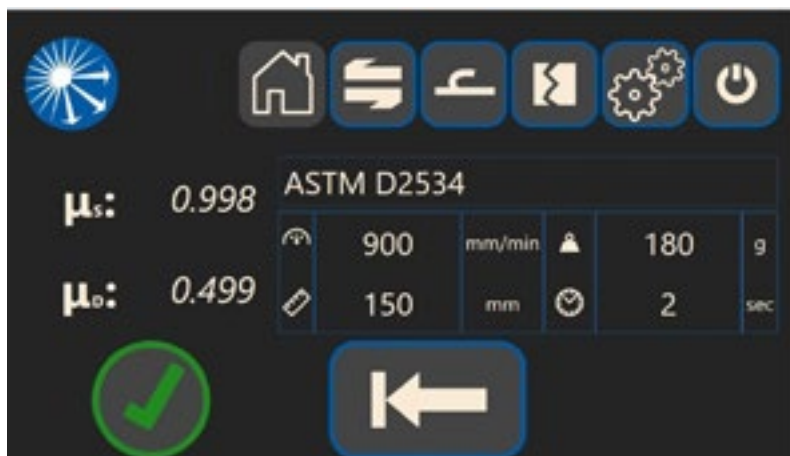 ASTM D2534
μs: 0.998
900 mm/min 180 g
μD: 0.499
150 mm 2 sec